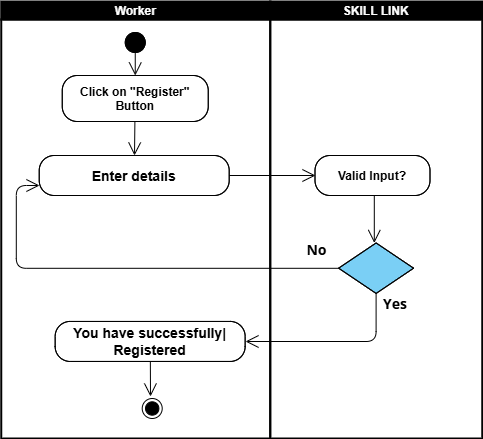 Worker
SKILL LINK
Click on "Register"
Button
Enter details
Valid Input?
No
Yes
You have successfully|
Registered